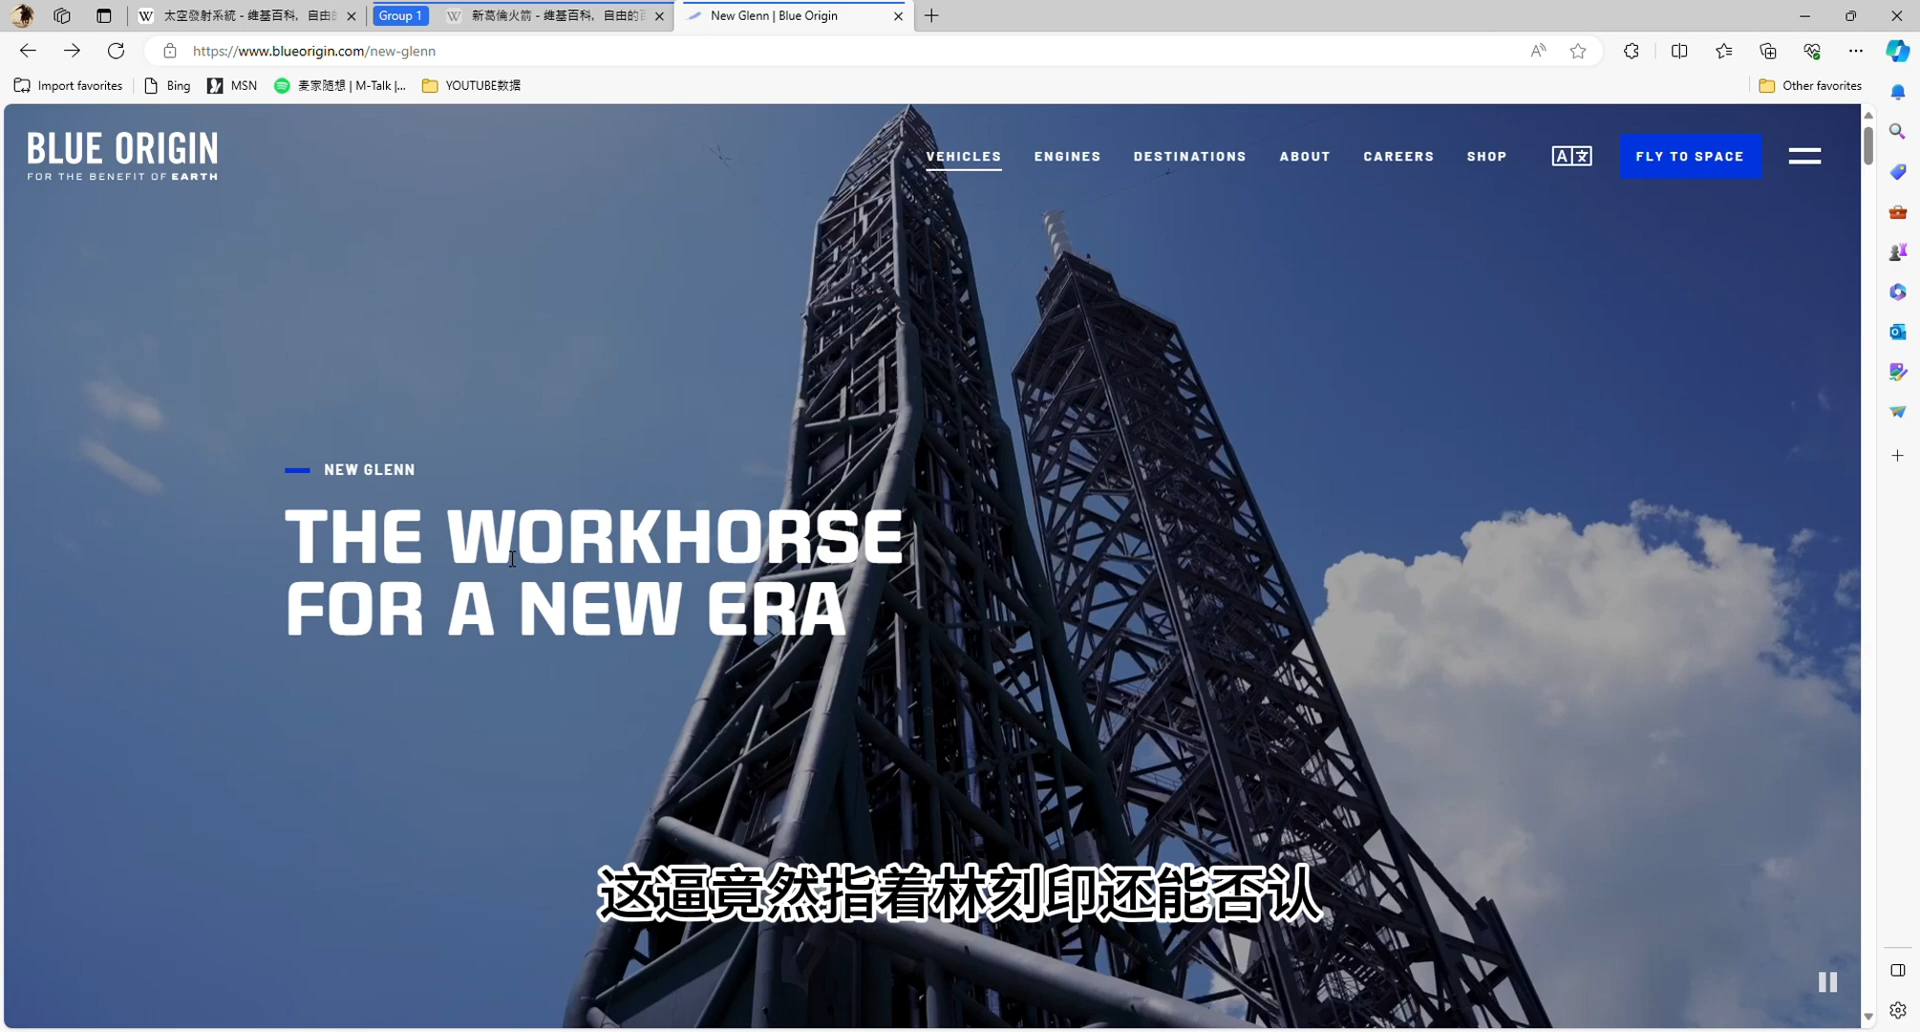 太空發射系統 - 維基百科，自由的
Group 1
新葛倫火箭 - 維基百科，自由的百
New Glenn | Blue Origin
https://www.blueorigin.com/new-glenn
Import favorites
Bing
MSN
麦家随想 | M-Talk |...
YOUTUBE数据
Other favorites
BLUE ORIGIN
FOR THE BENEFIT OF EARTH
VEHICLES
ENGINES
DESTINATIONS
ABOUT
CAREERS
SHOP
FLY TO SPACE
NEW GLENN
THE WORKHORSE
FOR A NEW ERA
这逼竟然指着林刻印还能否认